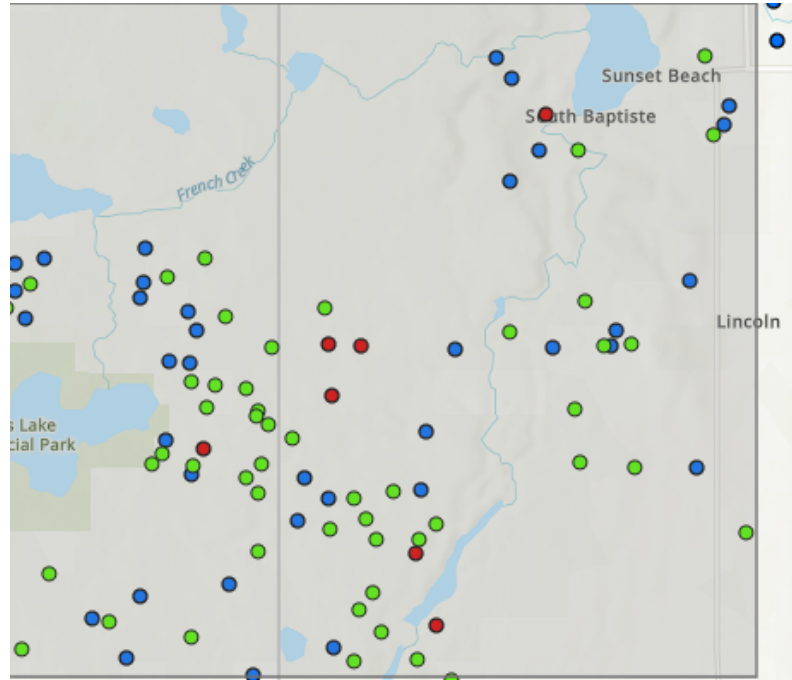 Sunset Beach
South Baptiste
French Creek
Lincoln
s Lake
cial Park